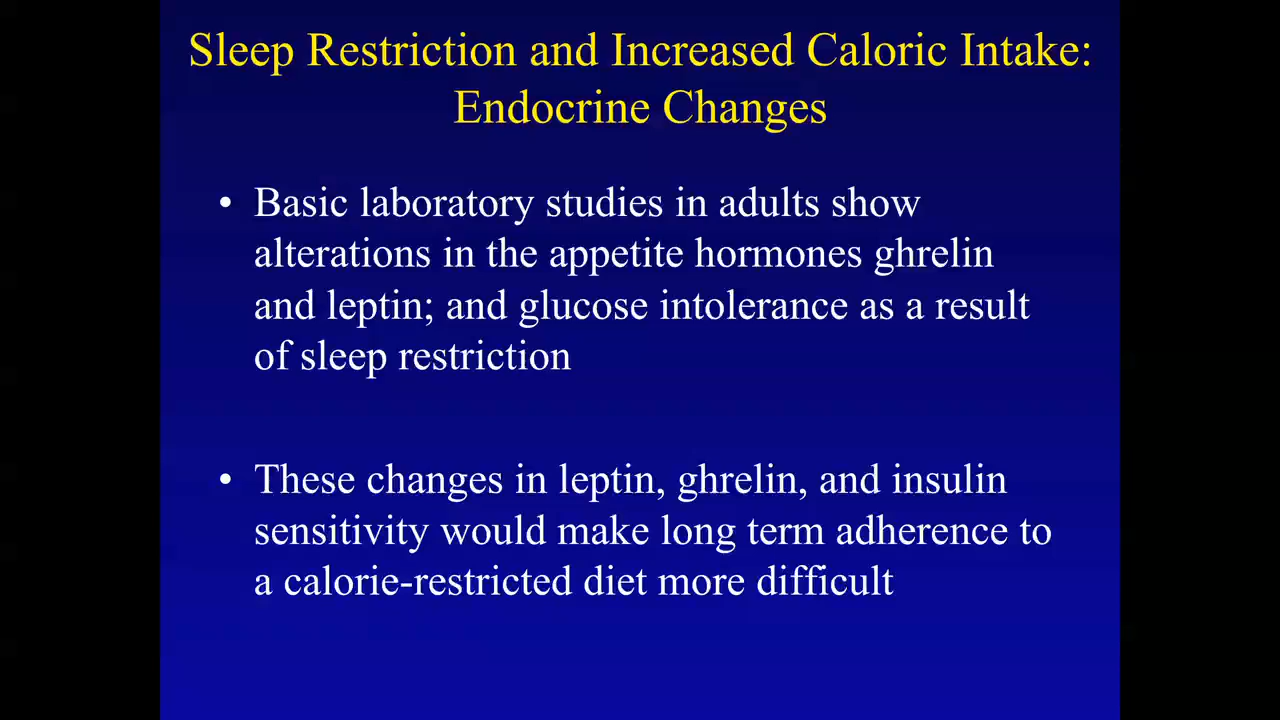 Sleep Restriction and Increased Caloric Intake:
Endocrine Changes
• Basic laboratory studies in adults show
alterations in the appetite hormones ghrelin
and leptin; and glucose intolerance as a result
of sleep restriction
• These changes in leptin, ghrelin, and insulin
sensitivity would make long term adherence to
a calorie-restricted diet more difficult